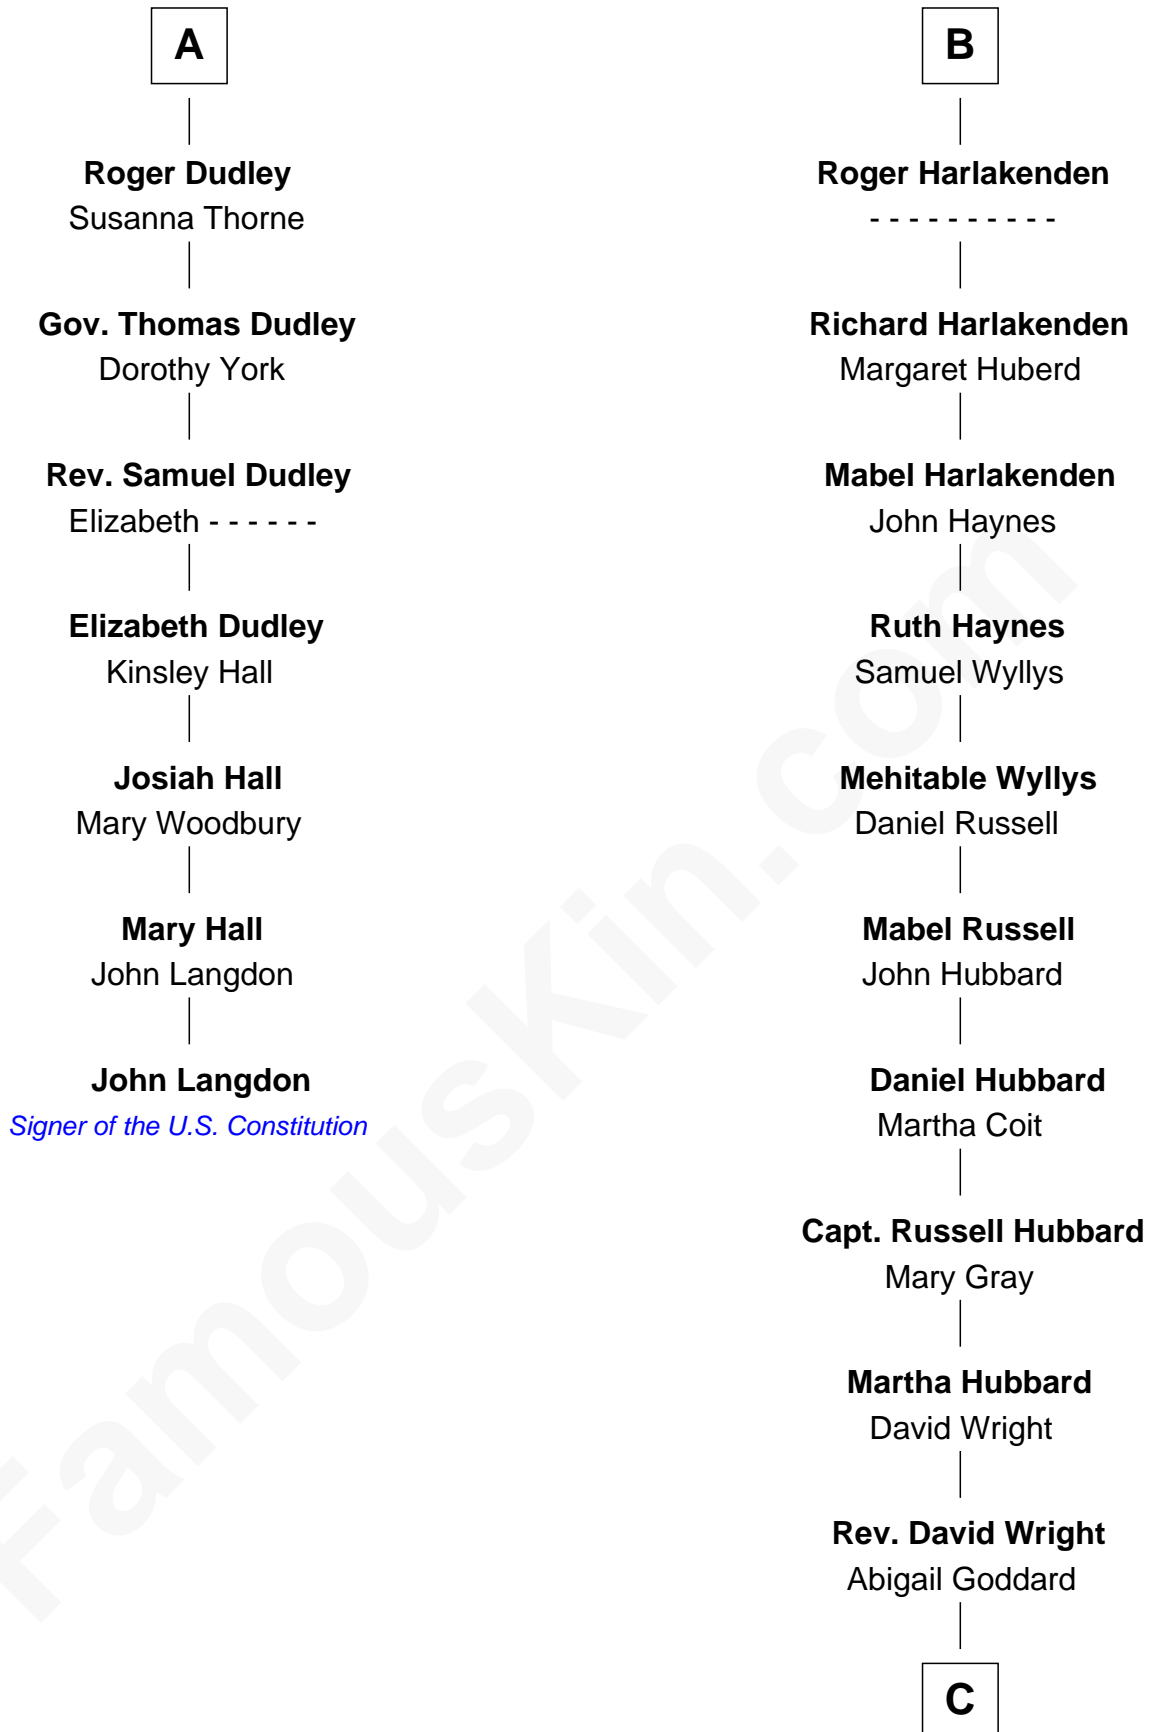 A
Roger Dudley
Susanna Thorne
Gov. Thomas Dudley
Dorothy York
Rev. Samuel Dudley
Elizabeth - - - - - -
Elizabeth Dudley
Kinsley Hall
Josiah Hall
Mary Woodbury
Mary Hall
John Langdon
John Langdon
Signer of the U.S. Constitution
B
Roger Harlakenden
- - - - - - - - - -
Richard Harlakenden
Margaret Huberd
Mabel Harlakenden
John Haynes
Ruth Haynes
Samuel Wyllys
Mehitable Wyllys
Daniel Russell
Mabel Russell
John Hubbard
Daniel Hubbard
Martha Coit
Capt. Russell Hubbard
Mary Gray
Martha Hubbard
David Wright
Rev. David Wright
Abigail Goddard
C
FamousKin.com